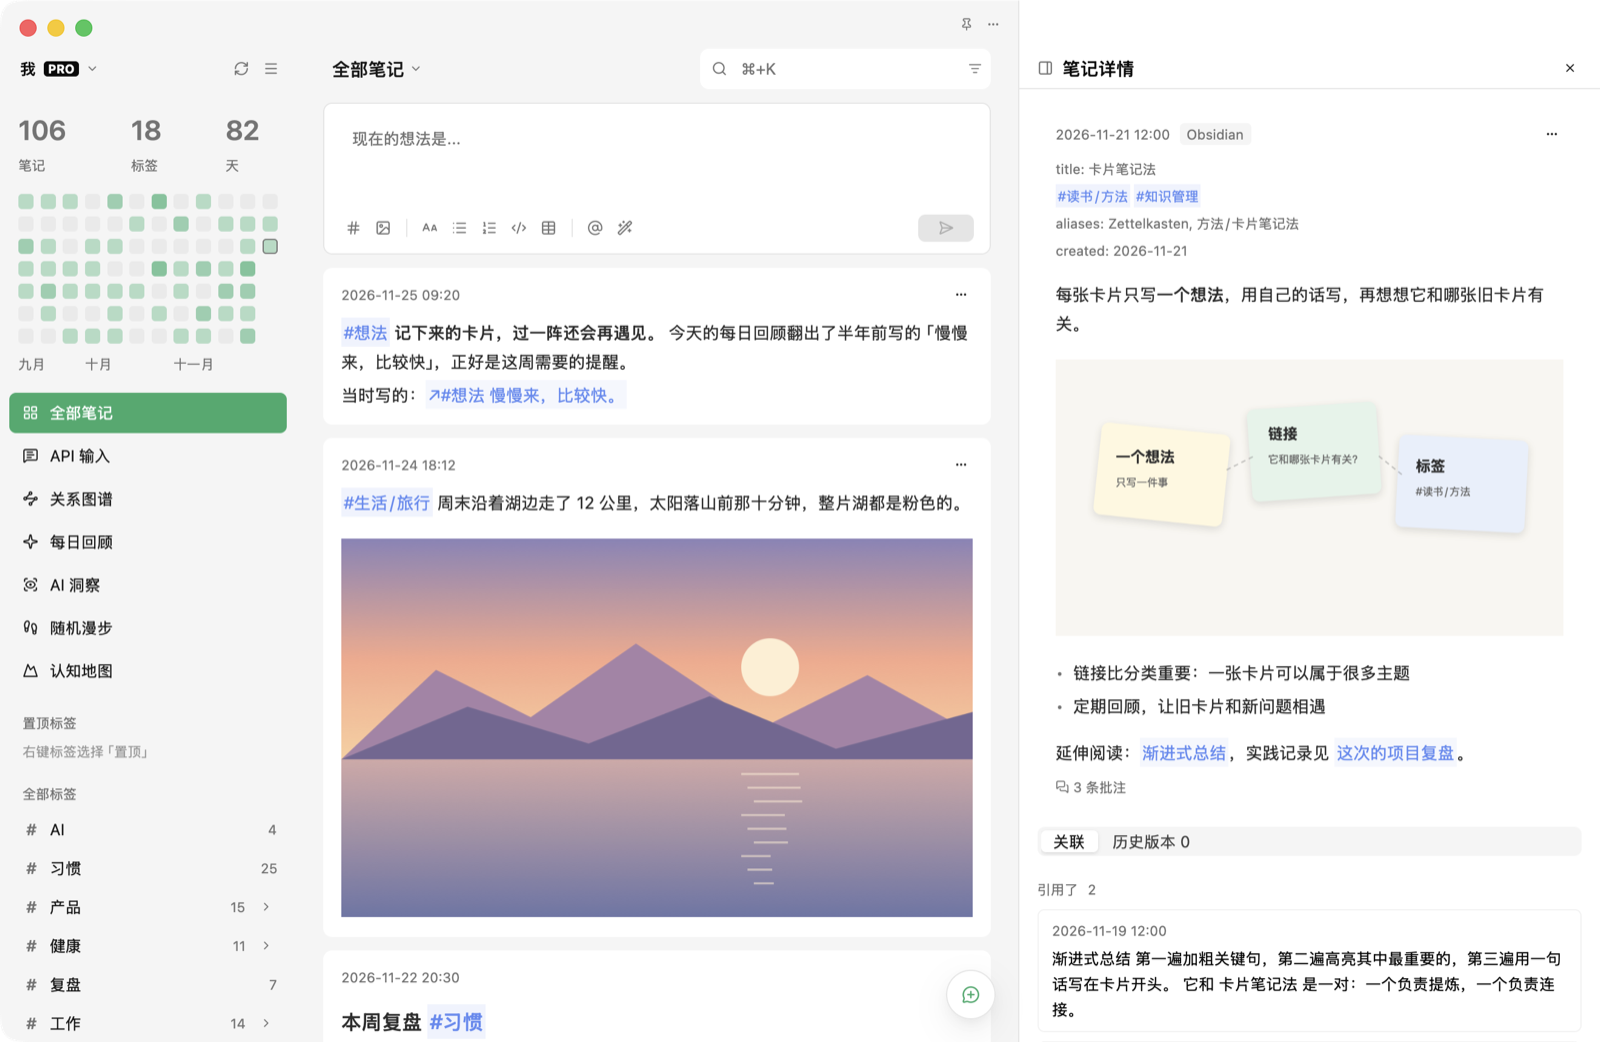 我 PRO
106 18 82
笔记 标签 天
九月 十月 十一月
全部笔记
API 输入
关系图谱
每日回顾
AI 洞察
随机漫步
认知地图
置顶标签
右键标签选择「置顶」
全部标签
# AI 4
# 习惯 25
# 产品 15
# 健康 11
# 复盘 7
# 工作 14
全部笔记
⌘+K
现在的想法是...
2026-11-25 09:20
#想法 记下来的卡片，过一阵还会再遇见。 今天的每日回顾翻出了半年前写的「慢慢
来，比较快」，正好是这周需要的提醒。
当时写的： ↗#想法 慢慢来，比较快。
2026-11-24 18:12
#生活/旅行 周末沿着湖边走了 12 公里，太阳落山前那十分钟，整片湖都是粉色的。
2026-11-22 20:30
本周复盘 #习惯
笔记详情
2026-11-21 12:00 Obsidian
title: 卡片笔记法
#读书/方法 #知识管理
aliases: Zettelkasten, 方法/卡片笔记法
created: 2026-11-21
每张卡片只写一个想法，用自己的话写，再想想它和哪张旧卡片有
关。
一个想法
只写一件事
链接
它和哪张卡片有关?
标签
#读书/方法
• 链接比分类重要：一张卡片可以属于很多主题
• 定期回顾，让旧卡片和新问题相遇
延伸阅读： 渐进式总结，实践记录见 这次的项目复盘。
3 条批注
关联 历史版本 0
引用了 2
2026-11-19 12:00
渐进式总结 第一遍加粗关键句，第二遍高亮其中最重要的，第三遍用一句
话写在卡片开头。 它和 卡片笔记法 是一对：一个负责提炼，一个负责连
接。